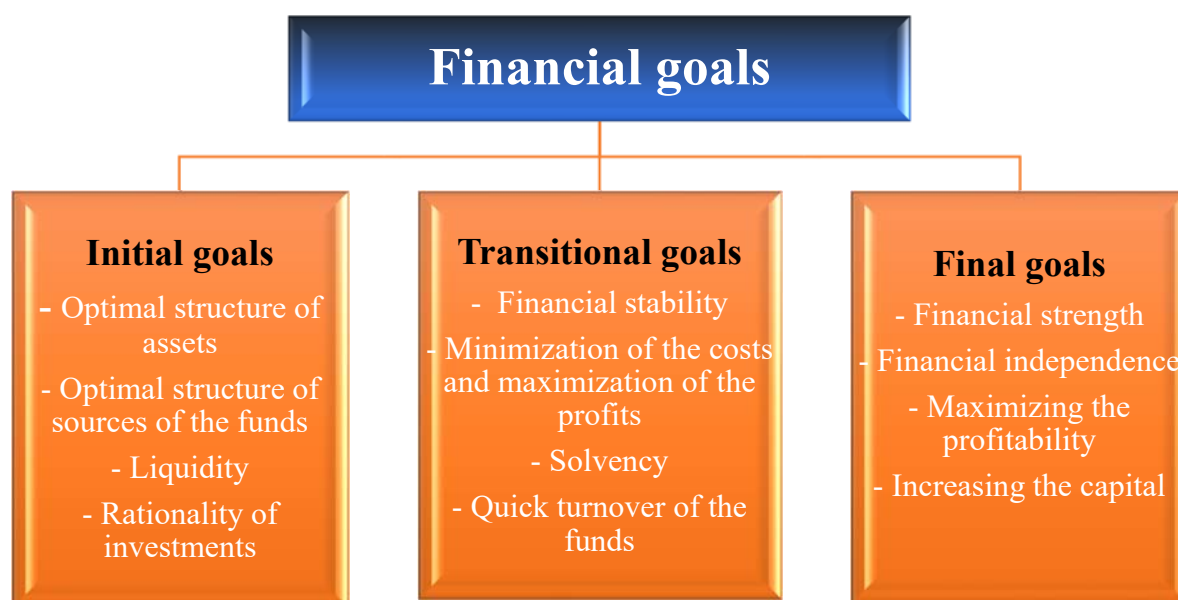 Financial goals
Initial goals
- Optimal structure of
assets
- Optimal structure of
sources of the funds
- Liquidity
- Rationality of
investments
Transitional goals
- Financial stability
- Minimization of the costs
and maximization of the
profits
- Solvency
- Quick turnover of the
funds
Final goals
- Financial strength
- Financial independence
- Maximizing the
profitability
- Increasing the capital